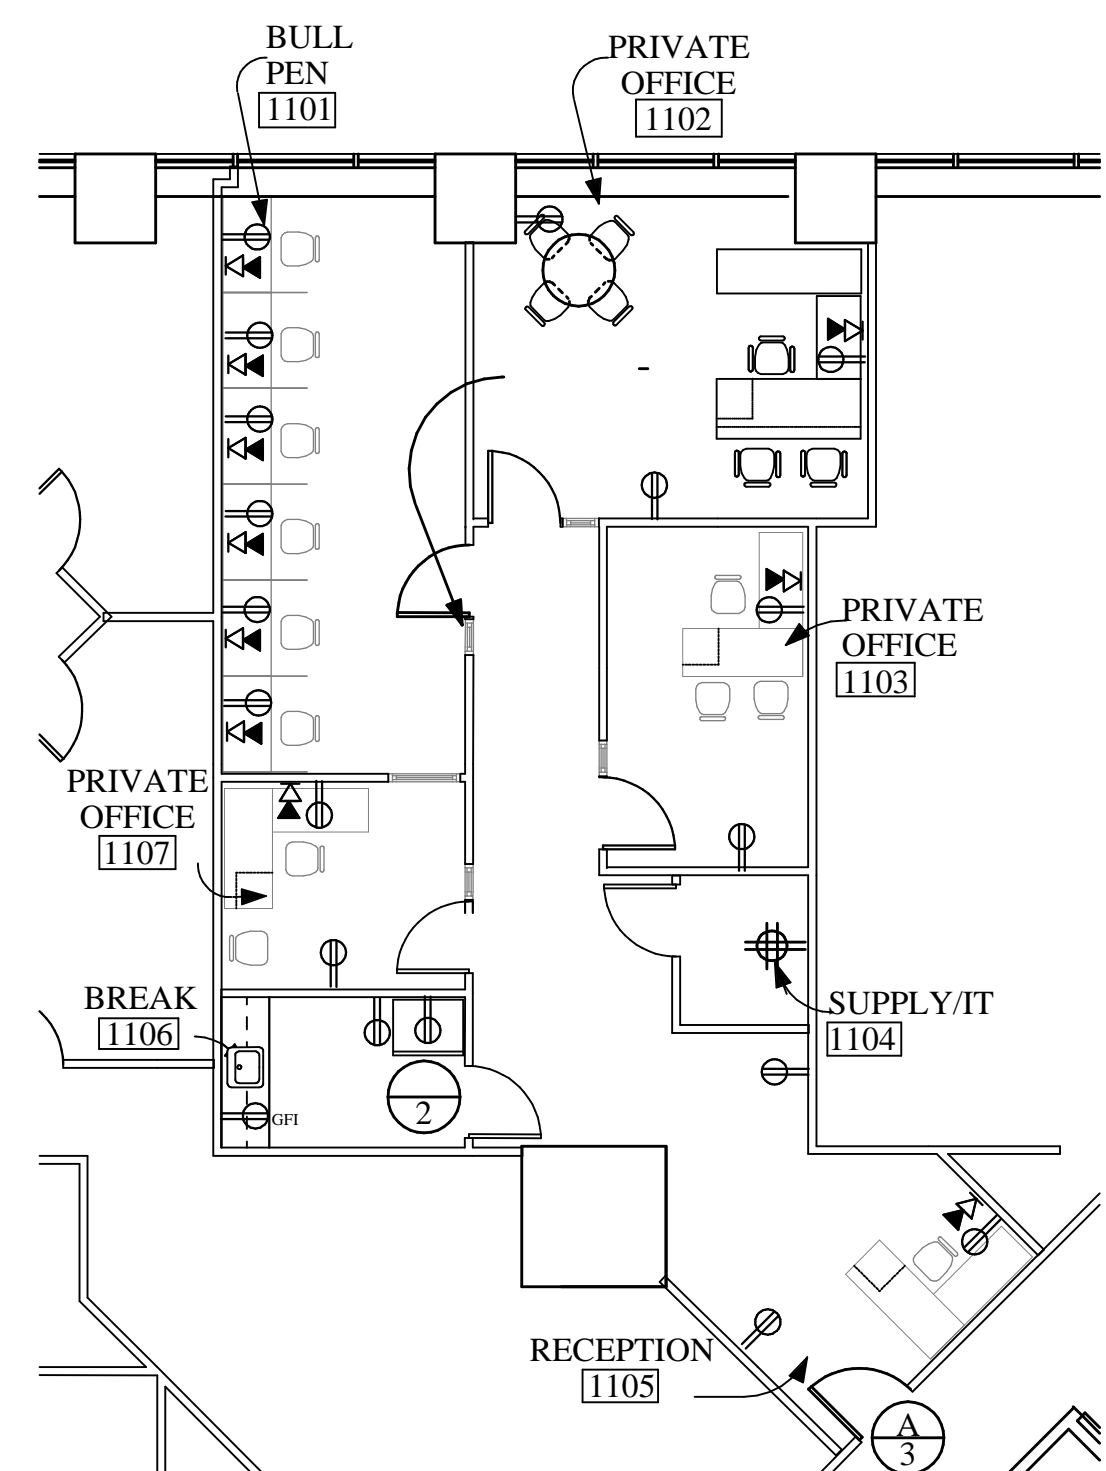 BULL
PEN
1101
PRIVATE
OFFICE
1102
PRIVATE
OFFICE
1103
PRIVATE
OFFICE
1107
BREAK
1106
SUPPLY/IT
1104
2
GFI
RECEPTION
1105
A
3